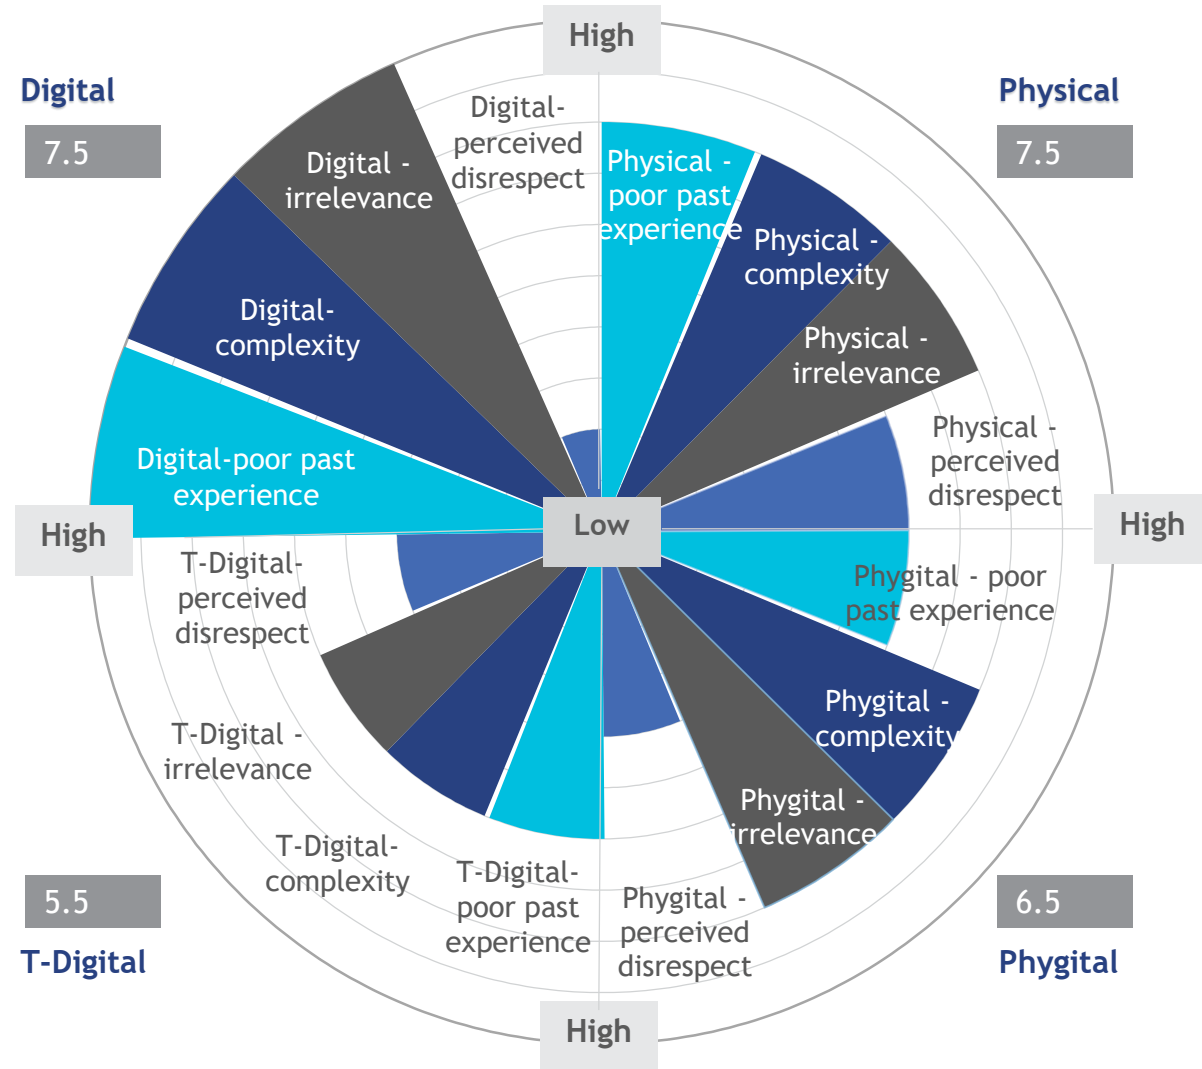 High
Digital
7.5
Physical
7.5
Digital-
perceived
disrespect
Digital -
irrelevance
Physical -
poor past
experience
Physical -
complexity
Digital-
complexity
Physical -
irrelevance
Physical -
perceived
disrespect
Digital-poor past
experience
High
Low
High
T-Digital-
perceived
disrespect
Phygital - poor
past experience
T-Digital -
irrelevance
Phygital -
complexity
Phygital -
irrelevance
T-Digital-
complexity
T-Digital-
poor past
experience
Phygital -
perceived
disrespect
5.5
T-Digital
6.5
Phygital
High